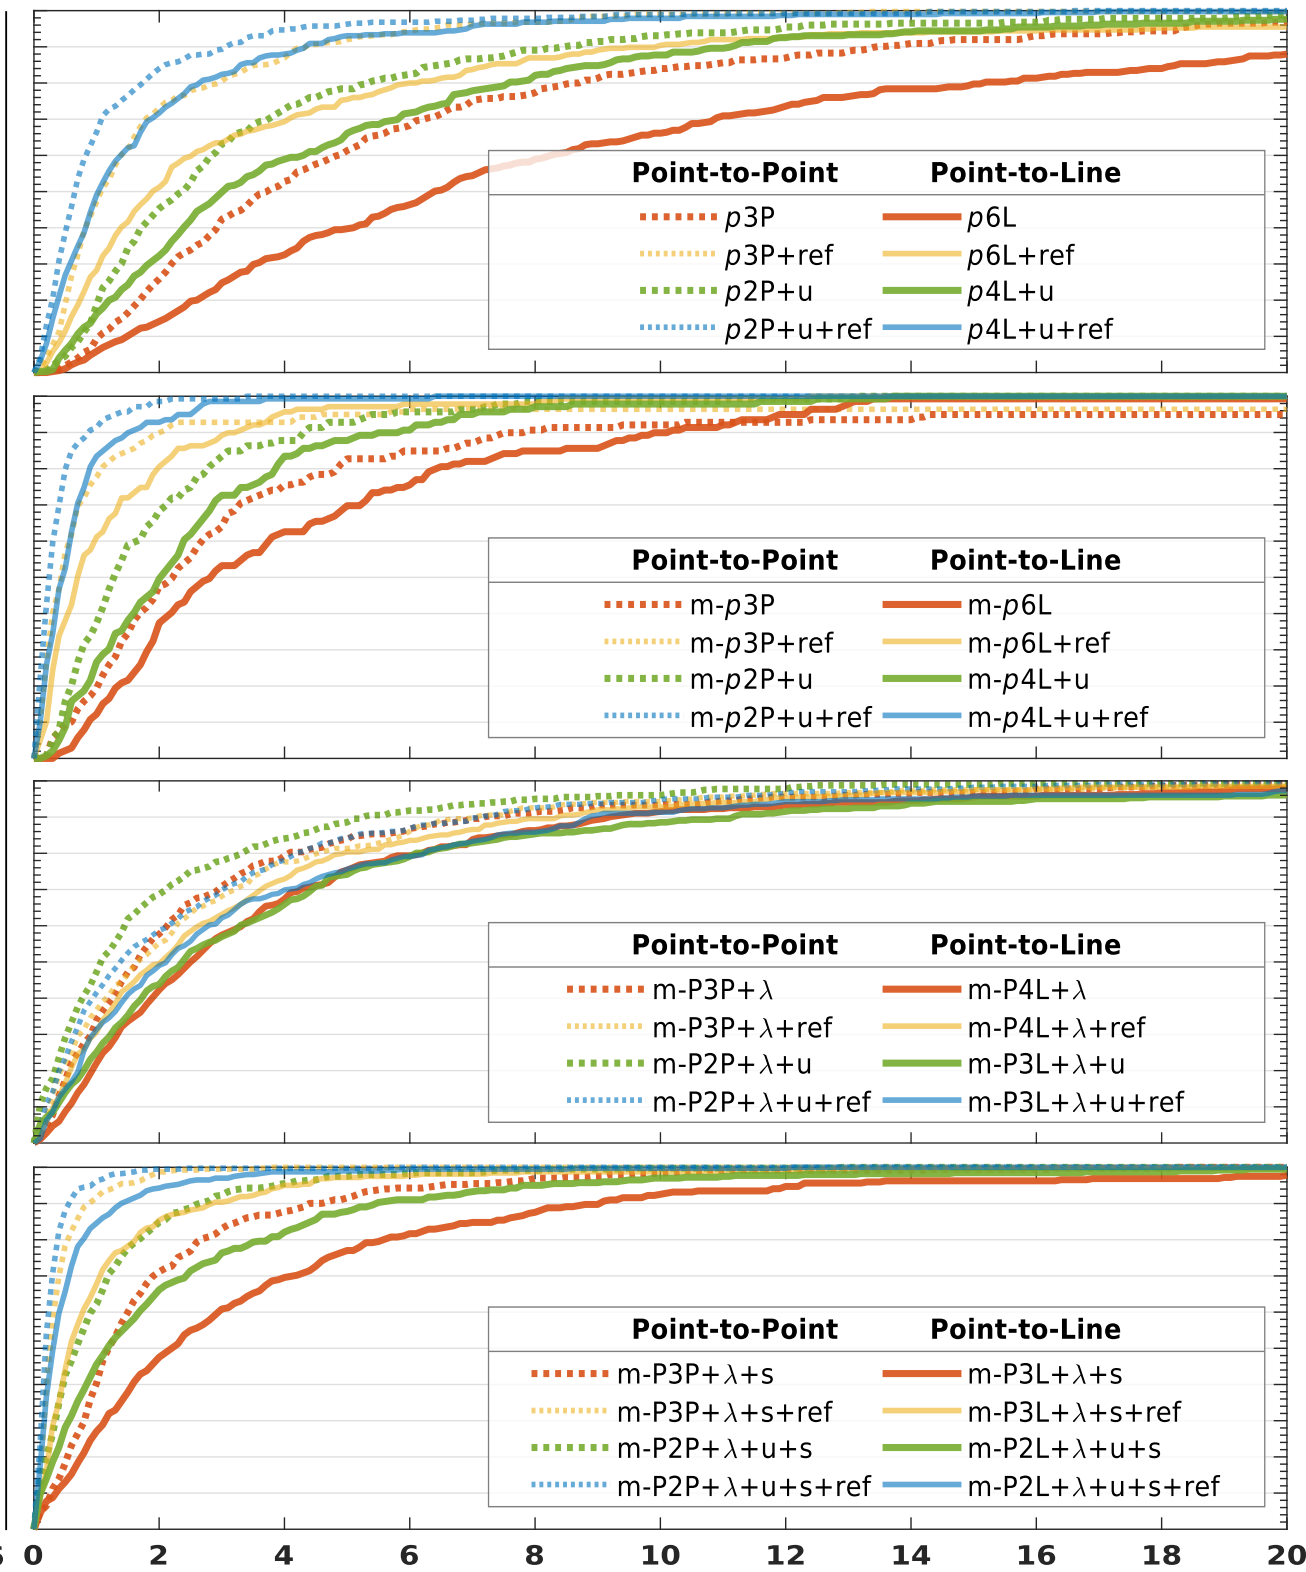 Point-to-Point Point-to-Line
p3P p6L
p3P+ref p6L+ref
p2P+u p4L+u
p2P+u+ref p4L+u+ref
Point-to-Point Point-to-Line
m-p3P m-p6L
m-p3P+ref m-p6L+ref
m-p2P+u m-p4L+u
m-p2P+u+ref m-p4L+u+ref
Point-to-Point Point-to-Line
m-P3P+λ m-P4L+λ
m-P3P+λ+ref m-P4L+λ+ref
m-P2P+λ+u m-P3L+λ+u
m-P2P+λ+u+ref m-P3L+λ+u+ref
Point-to-Point Point-to-Line
m-P3P+λ+s m-P3L+λ+s
m-P3P+λ+s+ref m-P3L+λ+s+ref
m-P2P+λ+u+s m-P2L+λ+u+s
m-P2P+λ+u+s+ref m-P2L+λ+u+s+ref
0 2 4 6 8 10 12 14 16 18 20